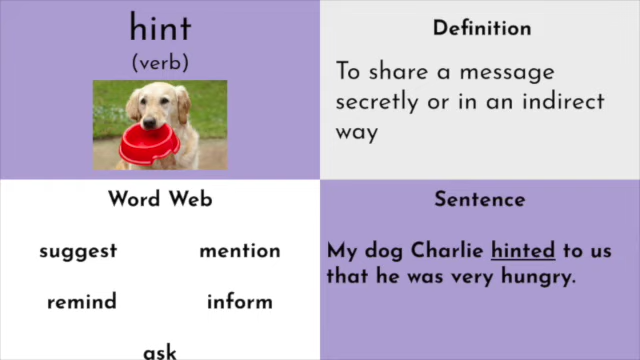 hint
(verb)
Definition
To share a message
secretly or in an indirect
way
Word Web
suggest mention
remind inform
ask
Sentence
My dog Charlie hinted to us
that he was very hungry.